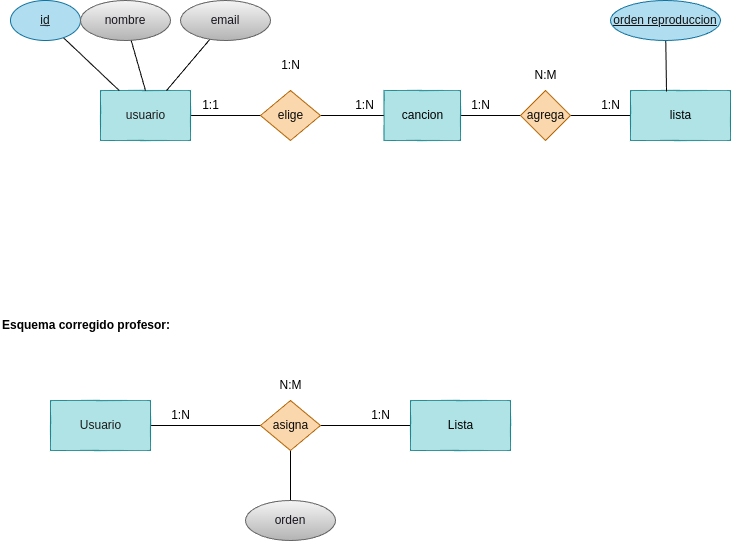 id
nombre
email
orden reproduccion
1:N
N:M
usuario
1:1
elige
1:N
cancion
1:N
agrega
1:N
lista
Esquema corregido profesor:
N:M
Usuario
1:N
asigna
1:N
Lista
orden